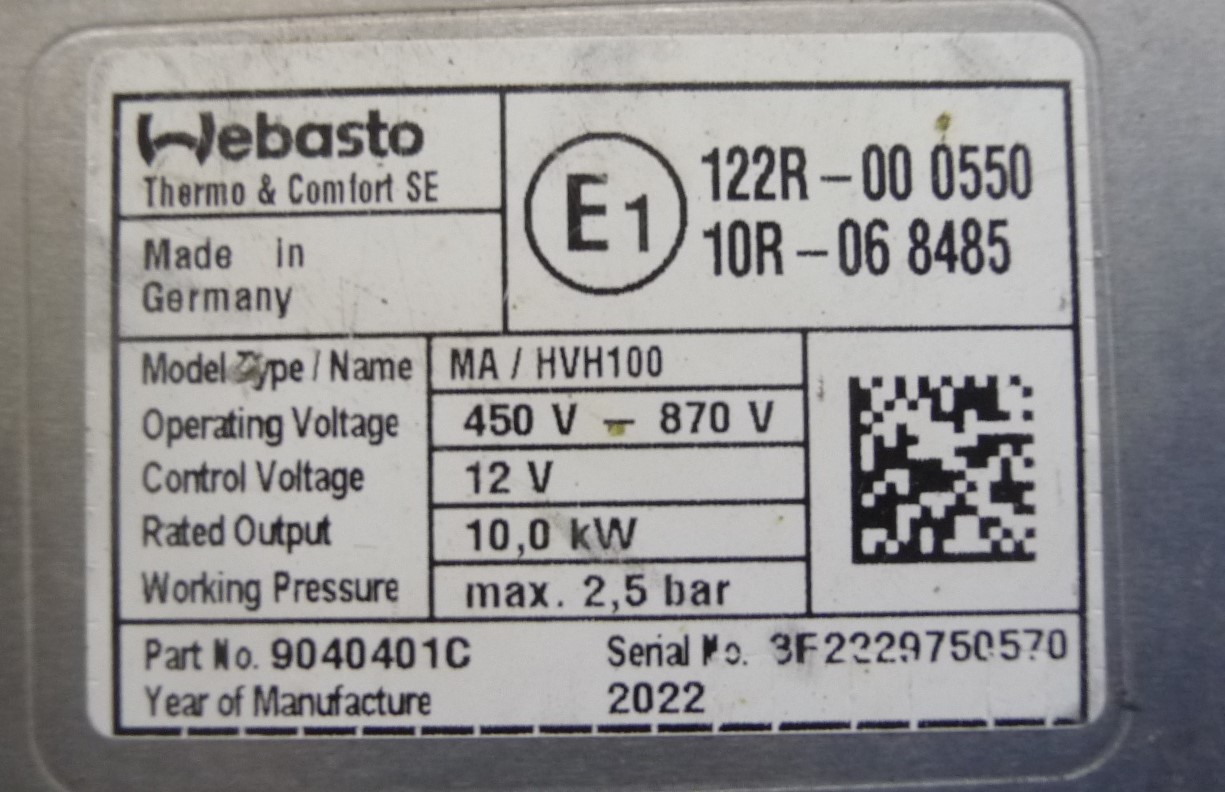 Webasto
Thermo & Comfort SE
Made in
Germany
E1
122R – 00 0550
10R – 06 8485
Model Type / Name MA / HVH100
Operating Voltage 450 V – 870 V
Control Voltage 12 V
Rated Output 10,0 kW
Working Pressure max. 2,5 bar
Part No. 9040401C Serial No.
Year of Manufacture 2022